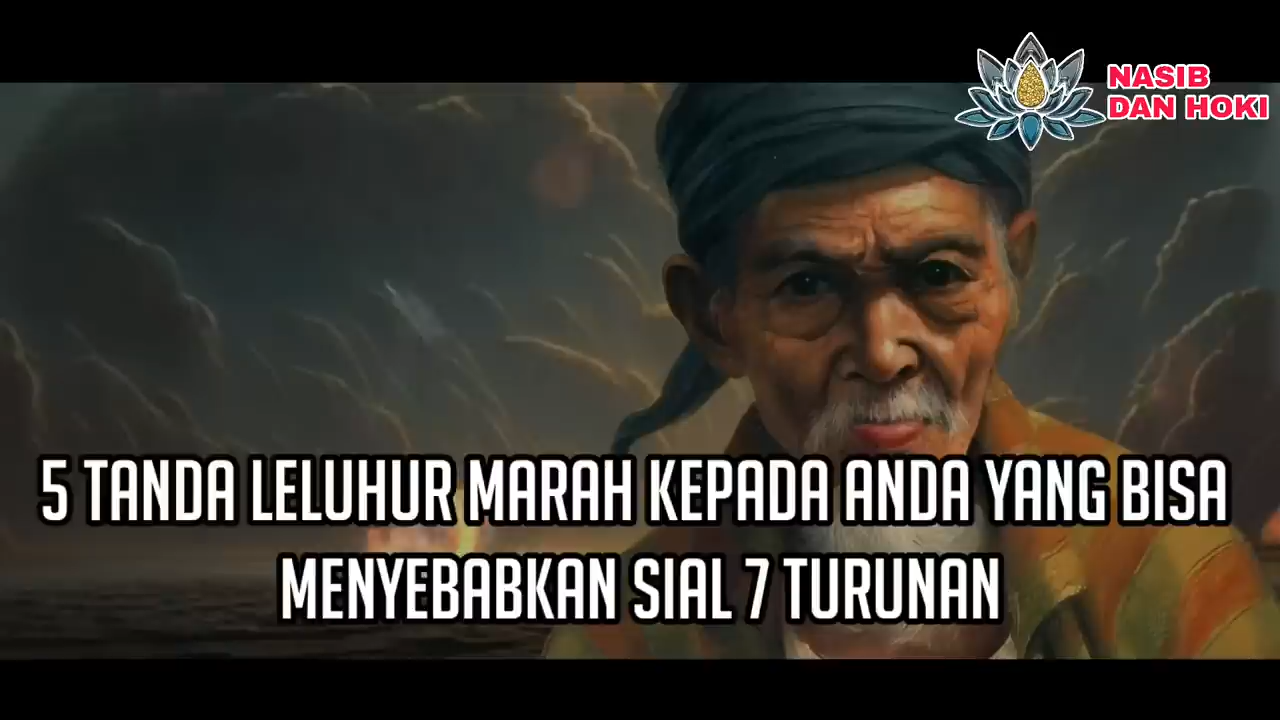 NASIB
DAN HOKI
5 TANDA LELUHUR MARAH KEPADA ANDA YANG BISA
MENYEBABKAN SIAL 7 TURUNAN